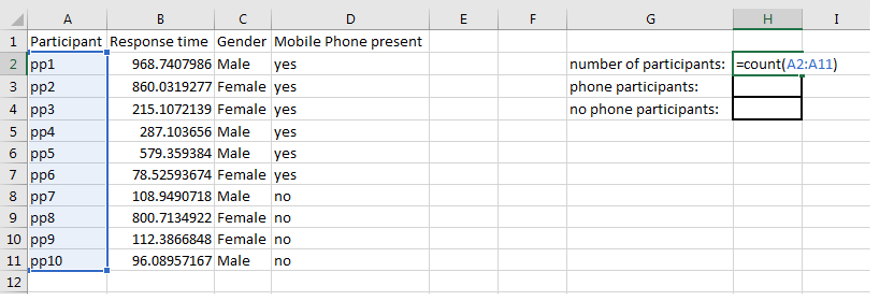 A B C D E F G H I
1 Participant Response time Gender Mobile Phone present
2 pp1 968.7407986 Male yes number of participants: =count(A2:A11)
3 pp2 860.0319277 Female yes phone participants:
4 pp3 215.1072139 Female yes no phone participants:
5 pp4 287.103656 Male yes
6 pp5 579.359384 Male yes
7 pp6 78.52593674 Female yes
8 pp7 108.9490718 Male no
9 pp8 800.7134922 Female no
10 pp9 112.3866848 Female no
11 pp10 96.08957167 Male no
12